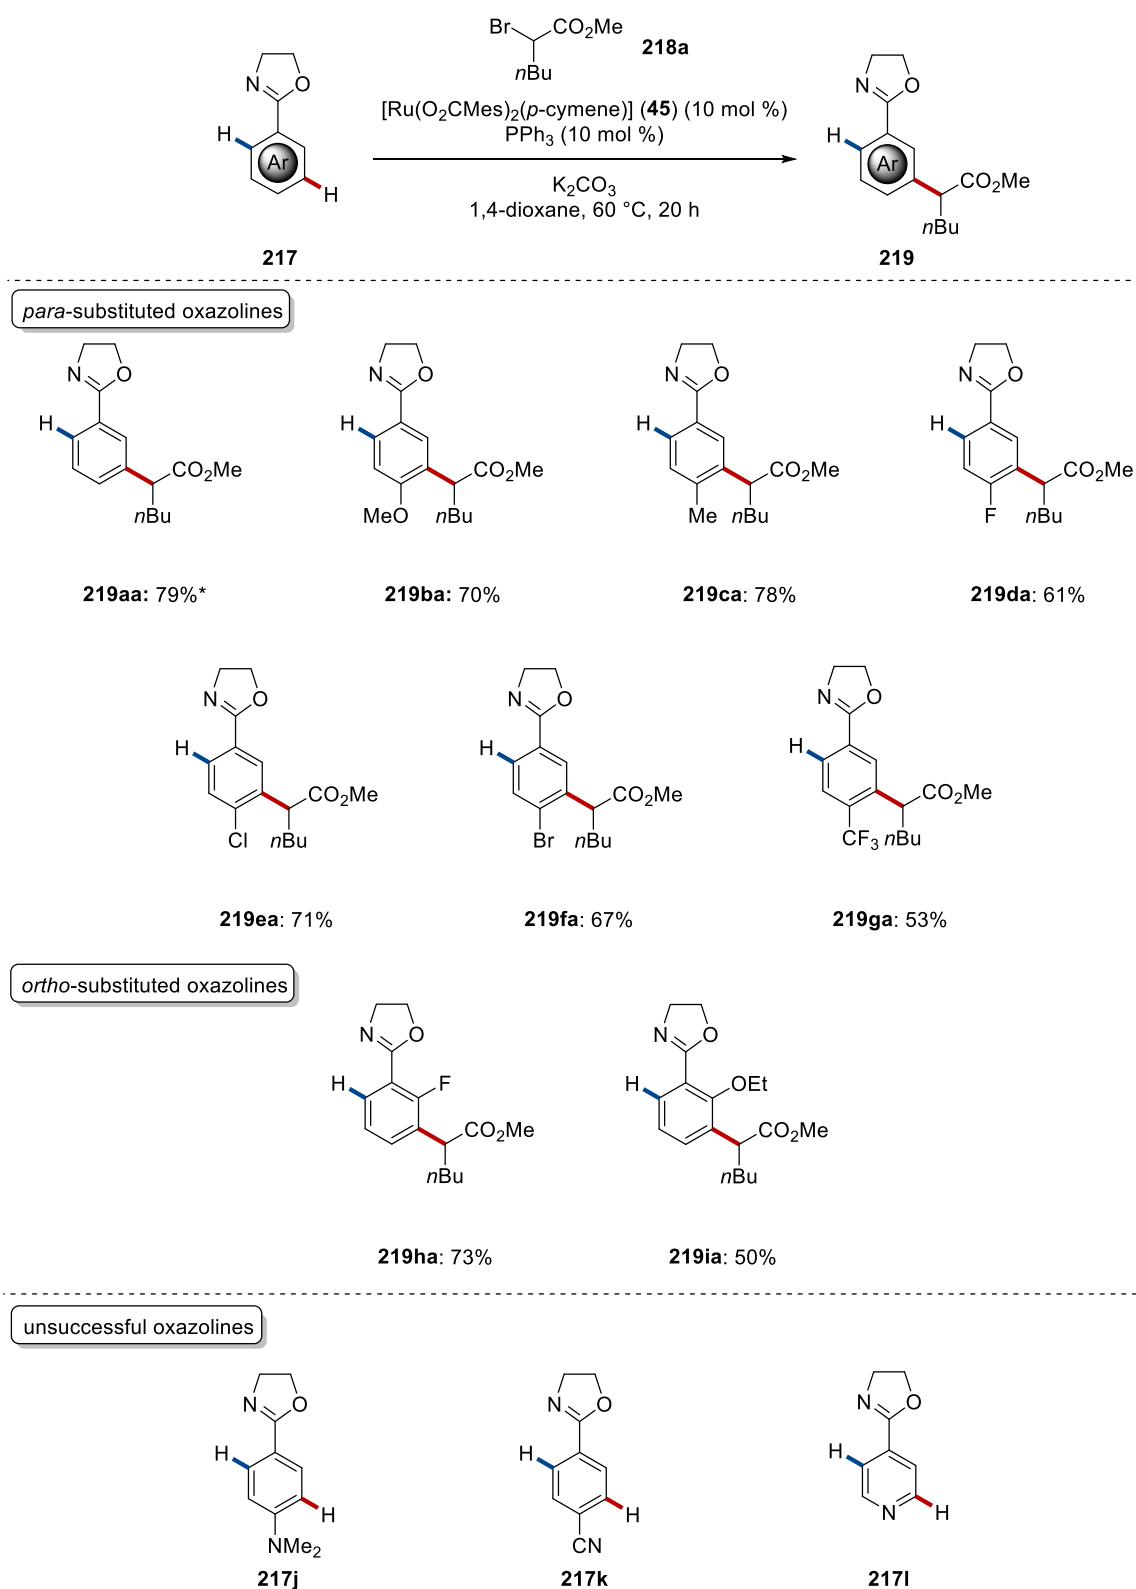 Br CO2Me 218a
nBu
N O
[Ru(O2CMes)2(p-cymene)] (45) (10 mol %)
PPh3 (10 mol %)
H Ar H
K2CO3
1,4-dioxane, 60 °C, 20 h
217
N O
H Ar CO2Me
nBu
219
para-substituted oxazolines
N O
H CO2Me
nBu
219aa: 79%*
N O
H CO2Me
MeO nBu
219ba: 70%
N O
H CO2Me
Me nBu
219ca: 78%
N O
H CO2Me
F nBu
219da: 61%
N O
H CO2Me
Cl nBu
219ea: 71%
N O
H CO2Me
Br nBu
219fa: 67%
N O
H CO2Me
CF3 nBu
219ga: 53%
ortho-substituted oxazolines
N O
H F
CO2Me
nBu
219ha: 73%
N O
H OEt
CO2Me
nBu
219ia: 50%
unsuccessful oxazolines
N O
H
H
NMe2
217j
N O
H
H
CN
217k
N O
H
N H
217l